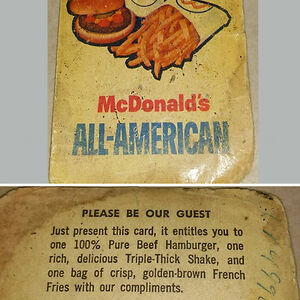 McDonald's
ALL-AMERICAN
PLEASE BE OUR GUEST
Just present this card, it entitles you to
one 100% Pure Beef Hamburger, one
rich, delicious Triple-Thick Shake, and
one bag of crisp, golden-brown French
Fries with our compliments.